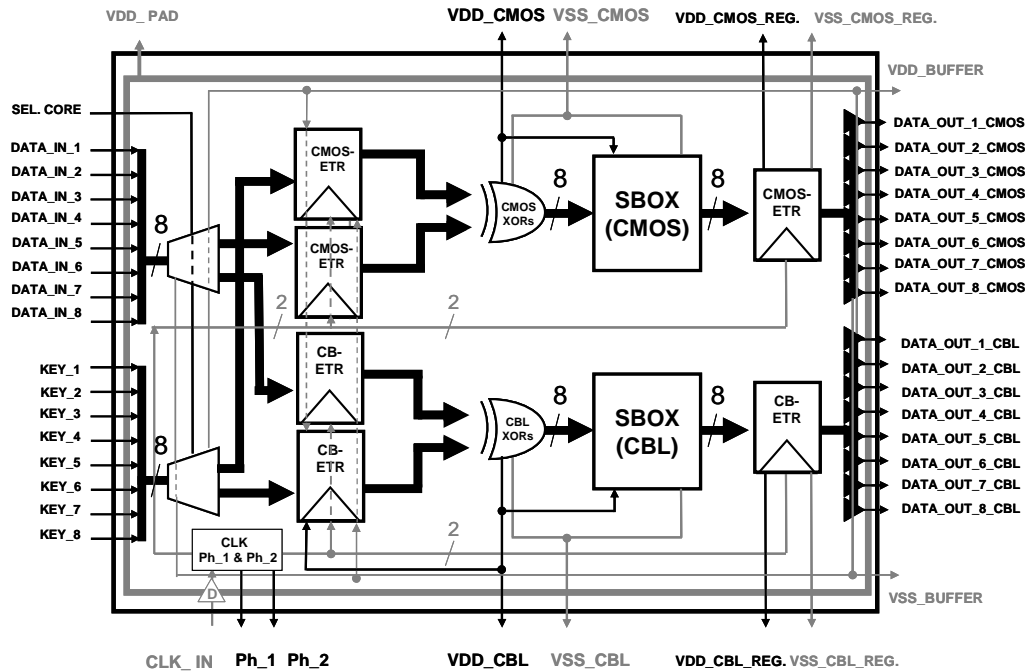 VDD_ PAD
VDD_CMOS VSS_CMOS
VDD_CMOS_REG. VSS_CMOS_REG.
VDD_BUFFER
SEL. CORE
DATA_IN_1
DATA_IN_2
DATA_IN_3
DATA_IN_4
DATA_IN_5
DATA_IN_6
DATA_IN_7
DATA_IN_8
8
KEY_1
KEY_2
KEY_3
KEY_4
KEY_5
KEY_6
KEY_7
KEY_8
8
CMOS-
ETR
CMOS-
ETR
CB-
ETR
CB-
ETR
2
2
2
CMOS
XORs
8
SBOX
(CMOS)
8
CMOS-
ETR
CBL
XORs
8
SBOX
(CBL)
8
CB-
ETR
DATA_OUT_1_CMOS
DATA_OUT_2_CMOS
DATA_OUT_3_CMOS
DATA_OUT_4_CMOS
DATA_OUT_5_CMOS
DATA_OUT_6_CMOS
DATA_OUT_7_CMOS
DATA_OUT_8_CMOS
DATA_OUT_1_CBL
DATA_OUT_2_CBL
DATA_OUT_3_CBL
DATA_OUT_4_CBL
DATA_OUT_5_CBL
DATA_OUT_6_CBL
DATA_OUT_7_CBL
DATA_OUT_8_CBL
CLK
Ph_1 & Ph_2
D
VSS_BUFFER
CLK_ IN
Ph_1 Ph_2
VDD_CBL VSS_CBL
VDD_CBL_REG. VSS_CBL_REG.